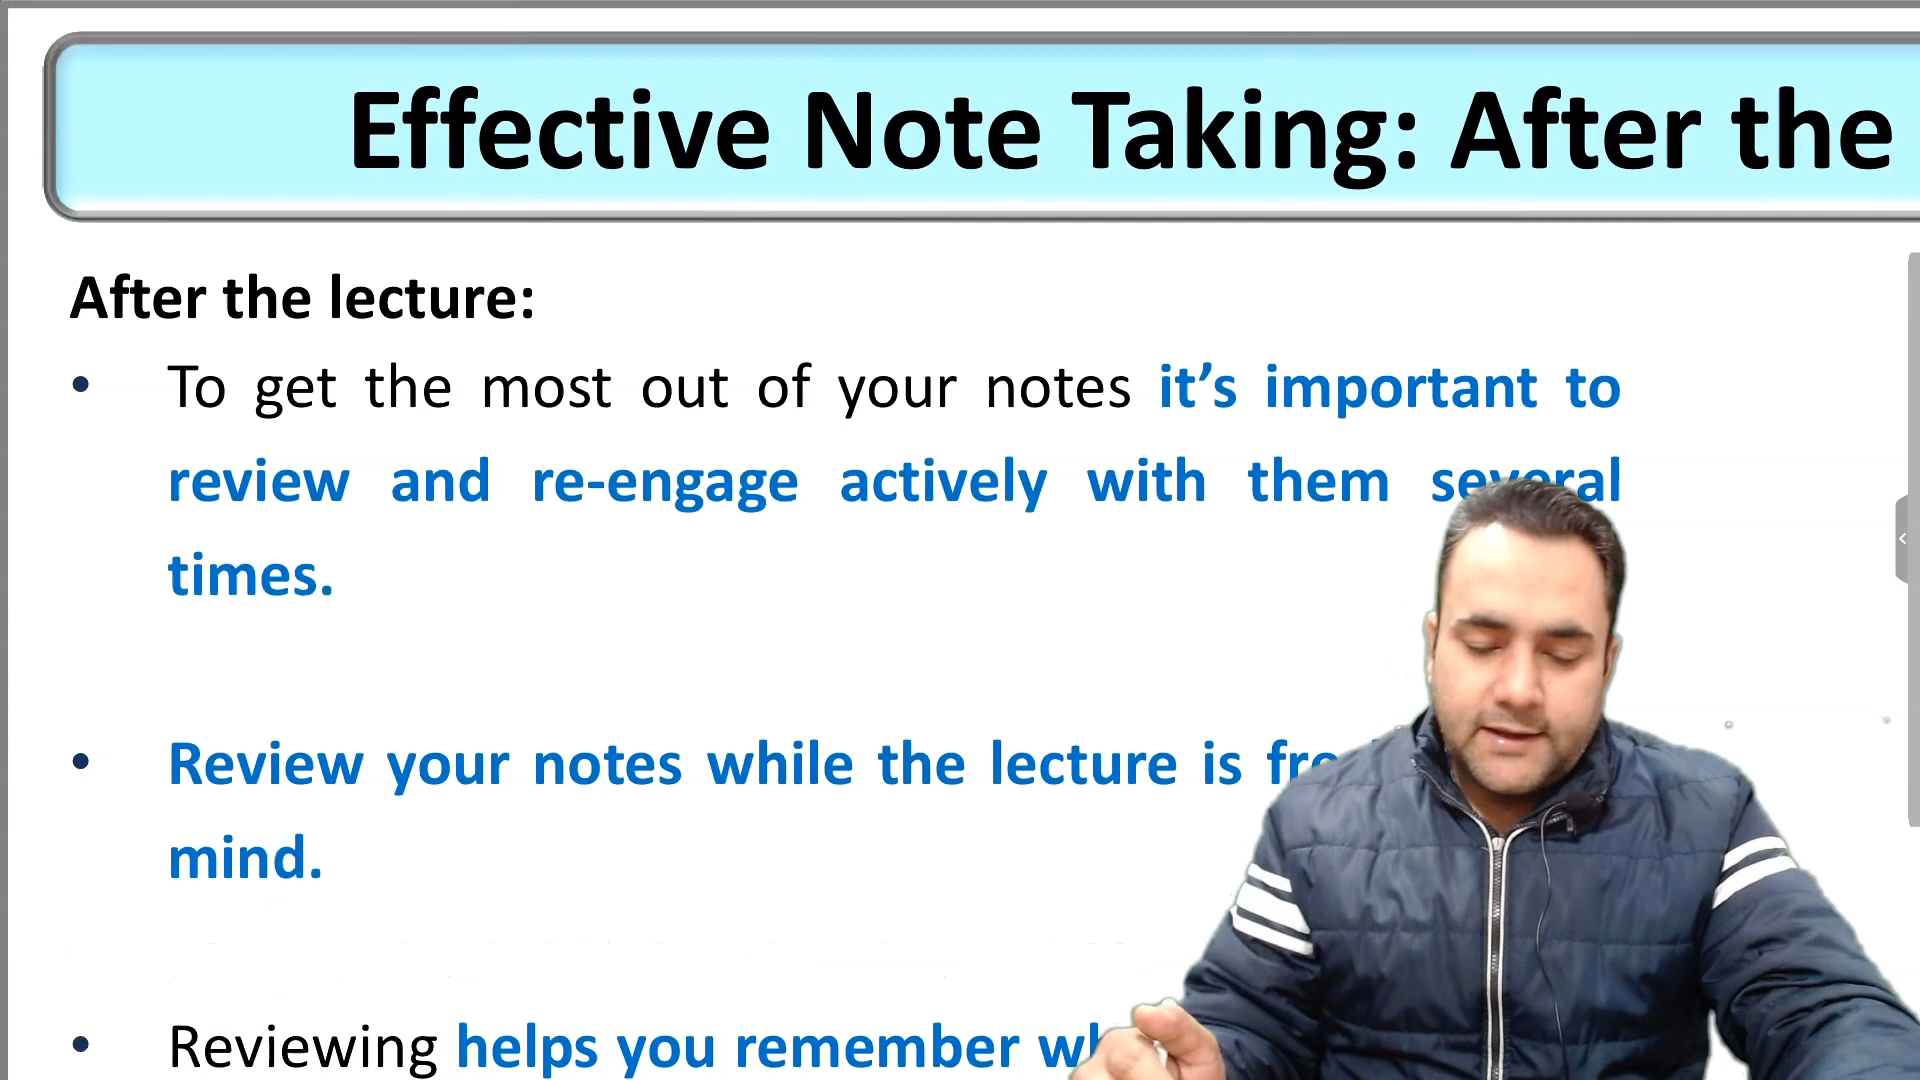 Effective Note Taking: After the
After the lecture:
• To get the most out of your notes it’s important to
review and re-engage actively with them several
times.
• Review your notes while the lecture is
mind.
• Reviewing helps you remember